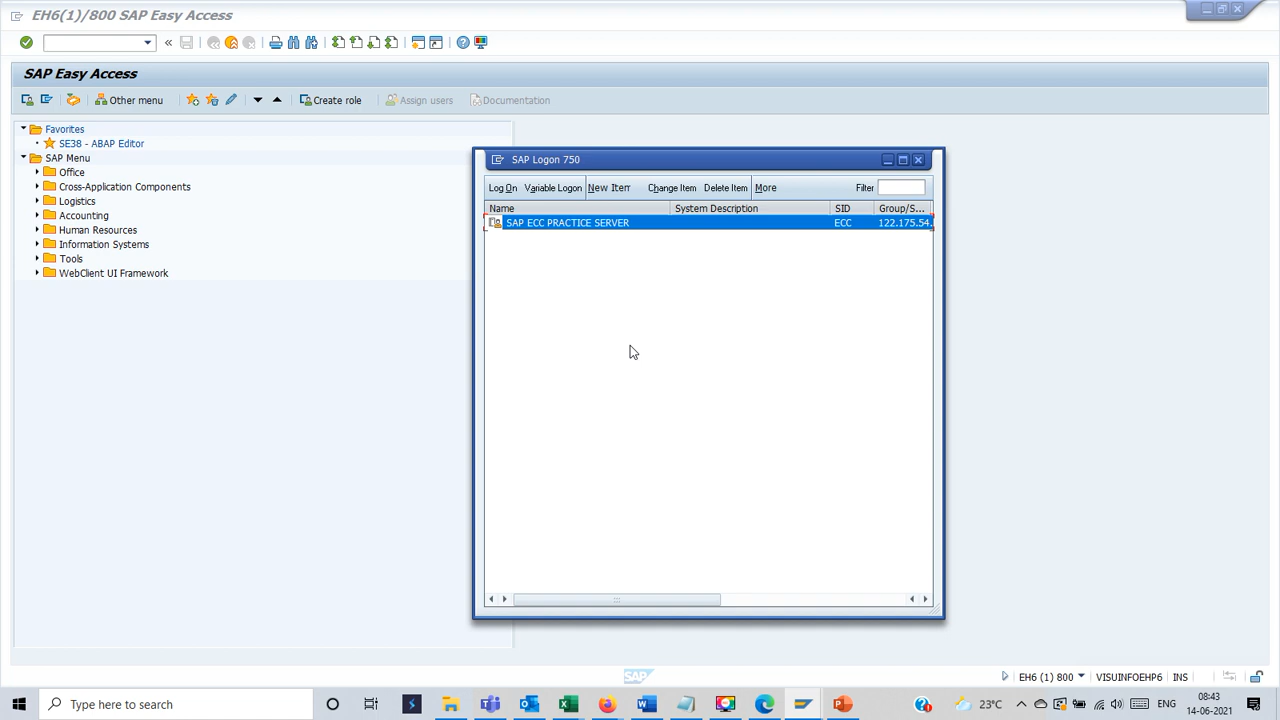 EH6(1)/800 SAP Easy Access
SAP Easy Access
Other menu
Create role
Assign users
Documentation
Favorites
SE38 - ABAP Editor
SAP Menu
Office
Cross-Application Components
Logistics
Accounting
Human Resources
Information Systems
Tools
WebClient UI Framework
SAP Logon 750
Log On Variable Logon New Item Change Item Delete Item More Filter
Name System Description SID Group/S...
SAP ECC PRACTICE SERVER ECC 122.175.54.
SAP
EH6 (1) 800 VISUINFOEHP6 INS
Type here to search
23°C
ENG
08:43
14-06-2021